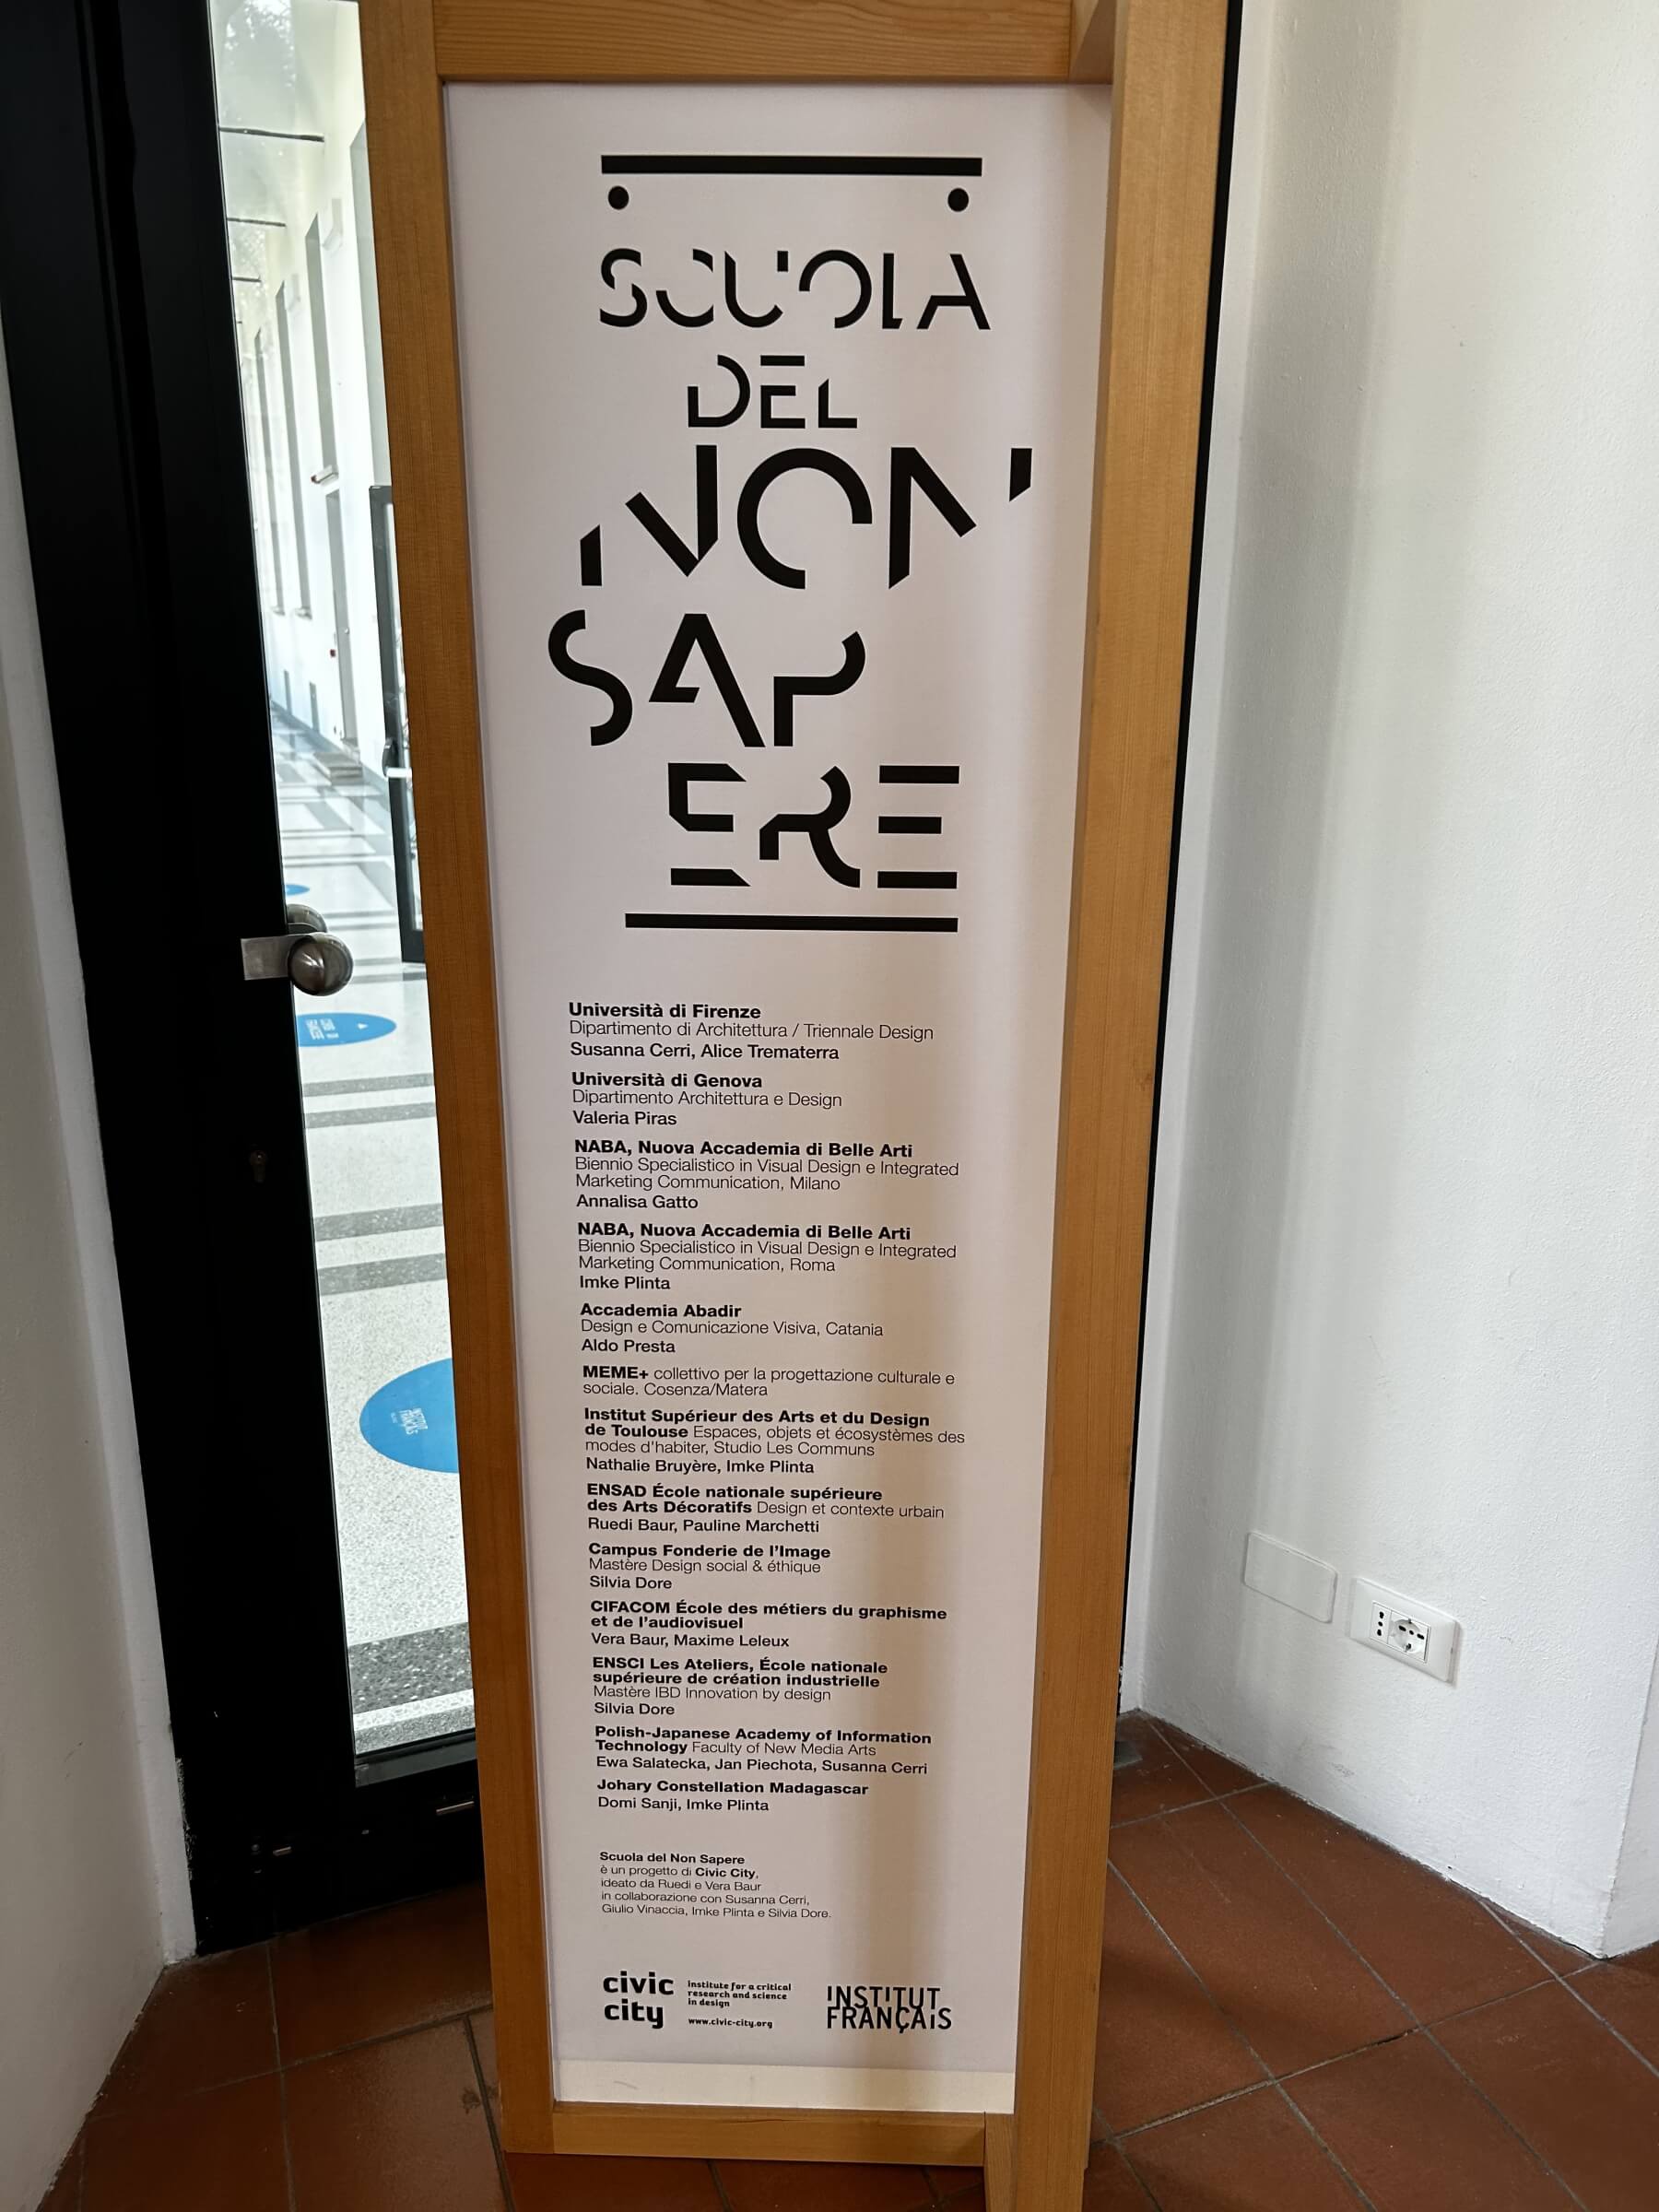 SCUOLA
DEL
NON
SAP
ERE
Università di Firenze
Dipartimento di Architettura / Triennale Design
Susanna Cerri, Alice Trematerra
Università di Genova
Dipartimento Architettura e Design
Valeria Piras
NABA, Nuova Accademia di Belle Arti
Biennio Specialistico in Visual Design e Integrated
Marketing Communication, Milano
Annalisa Gatto
NABA, Nuova Accademia di Belle Arti
Biennio Specialistico in Visual Design e Integrated
Marketing Communication, Roma
Imke Plinta
Accademia Abadir
Design e Comunicazione Visiva, Catania
Aldo Presta
MEME+ collettivo per la progettazione culturale e
sociale. Cosenza/Matera
Institut Supérieur des Arts et du Design
de Toulouse Espaces, objets et écosystèmes des
modes d'habiter, Studio Les Communs
Nathalie Bruyère, Imke Plinta
ENSAD École nationale supérieure
des Arts Décoratifs Design et contexte urbain
Ruedi Baur, Pauline Marchetti
Campus Fonderie de l'Image
Mastère Design social & éthique
Silvia Dore
CIFACOM École des métiers du graphisme
et de l'audiovisuel
Vera Baur, Maxime Leleux
ENSCI Les Ateliers, École nationale
supérieure de création industrielle
Mastère IBD Innovation by design
Silvia Dore
Polish-Japanese Academy of Information
Technology Faculty of New Media Arts
Ewa Salatecka, Jan Piechota, Susanna Cerri
Johary Constellation Madagascar
Domi Sanji, Imke Plinta
Scuola del Non Sapere
è un progetto di Civic City,
ideato da Ruedi e Vera Baur
in collaborazione con Susanna Cerri,
Giulio Vinaccia, Imke Plinta e Silvia Dore.
civic
city
institute for a critical
research and science
in design
www.civic-city.org
INSTITUT
FRANÇAIS